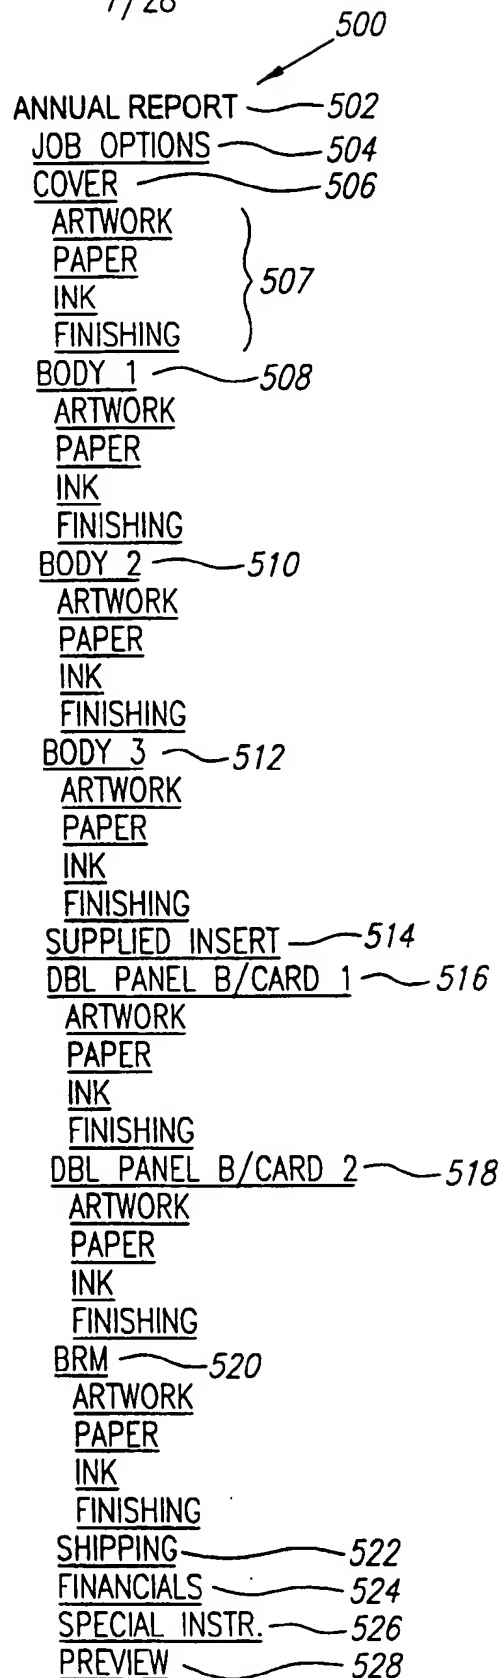 7/28
500
ANNUAL REPORT 502
JOB OPTIONS 504
COVER 506
ARTWORK
PAPER
INK
FINISHING
507
BODY 1 508
ARTWORK
PAPER
INK
FINISHING
BODY 2 510
ARTWORK
PAPER
INK
FINISHING
BODY 3 512
ARTWORK
PAPER
INK
FINISHING
SUPPLIED INSERT 514
DBL PANEL B/CARD 1 516
ARTWORK
PAPER
INK
FINISHING
DBL PANEL B/CARD 2 518
ARTWORK
PAPER
INK
FINISHING
BRM 520
ARTWORK
PAPER
INK
FINISHING
SHIPPING 522
FINANCIALS 524
SPECIAL INSTR. 526
PREVIEW 528